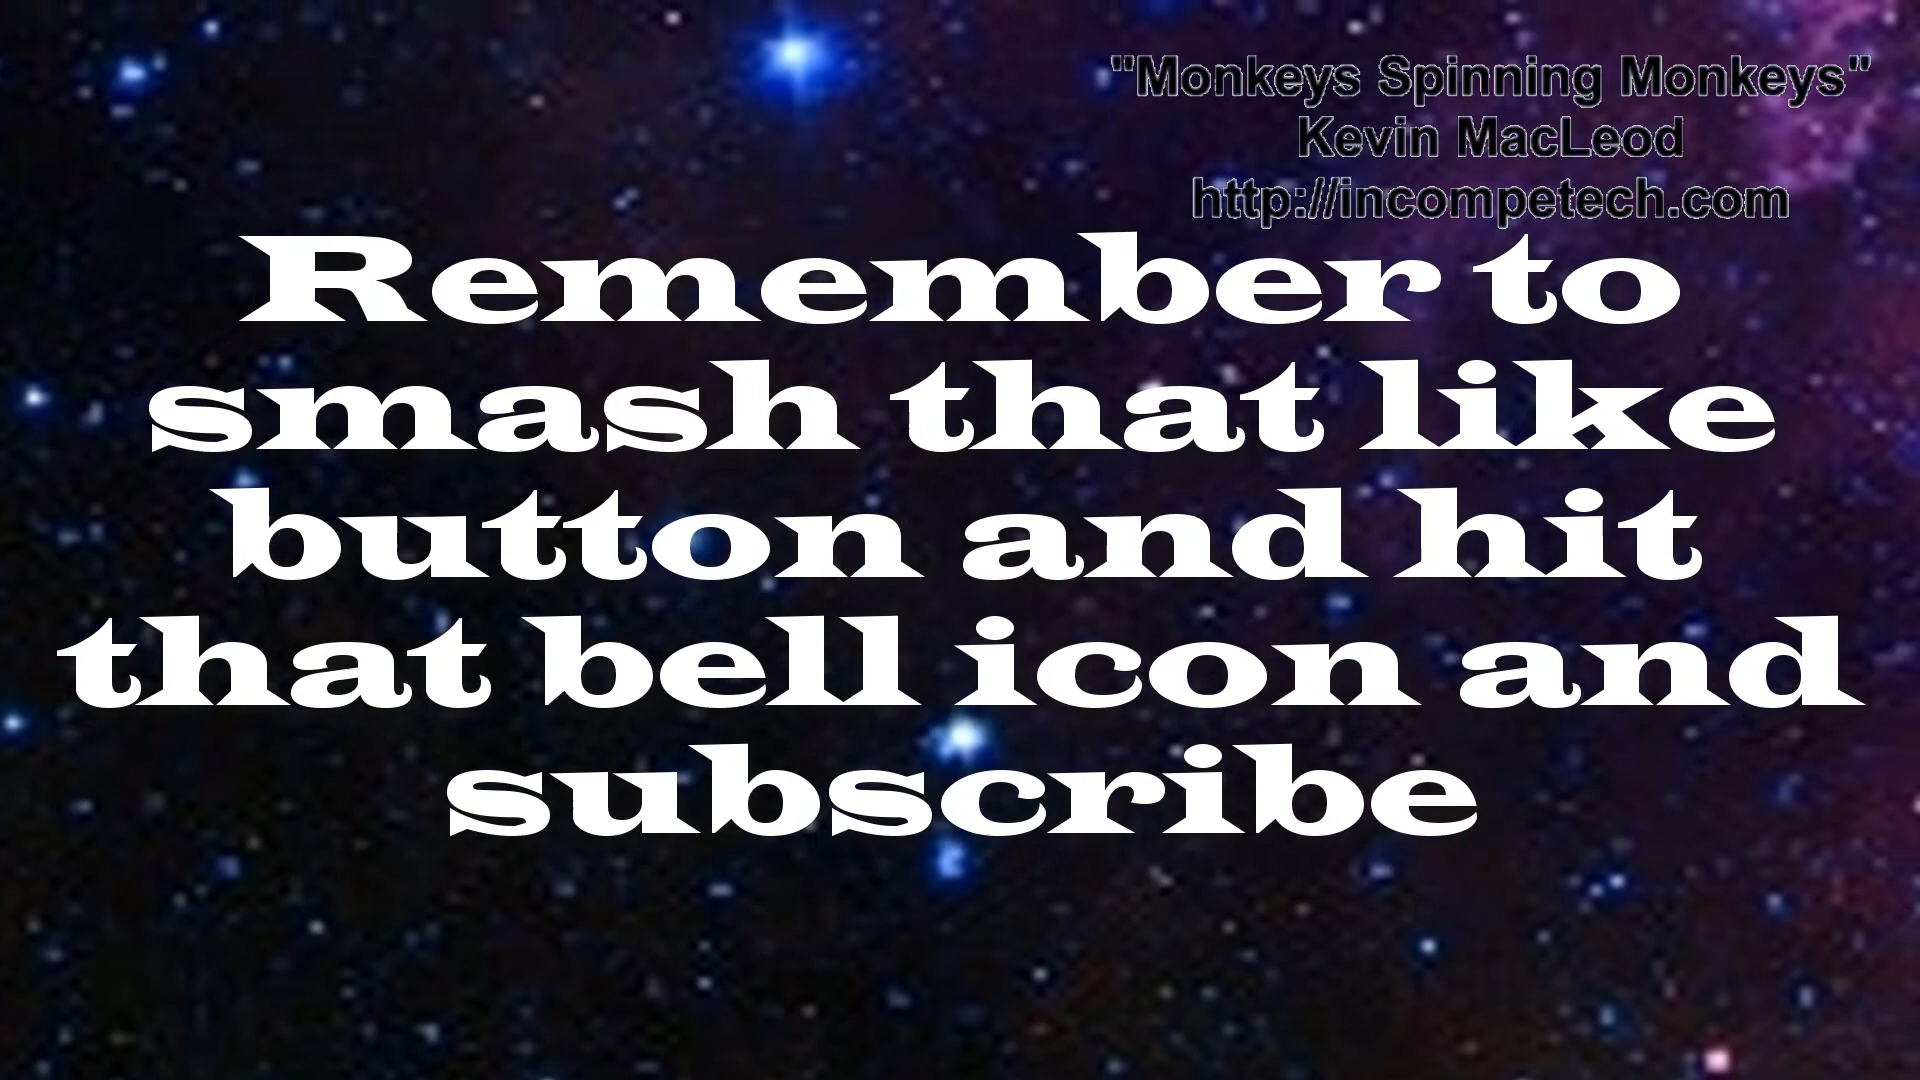 "Monkeys Spinning Monkeys"
Kevin MacLeod
http://incompetech.com
Remember to
smash that like
button and hit
that bell icon and
subscribe